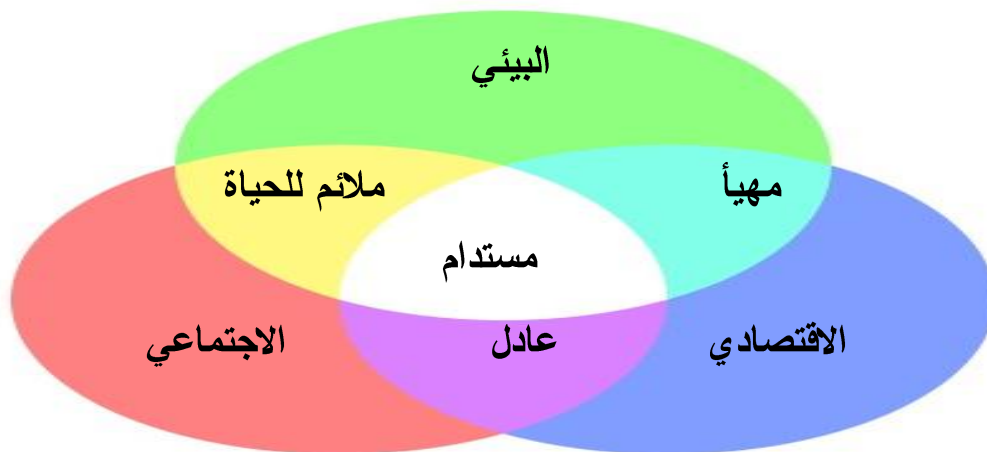 البيئي
مهيأ
ملائم للحياة
مستدام
الاقتصادي
عادل
الاجتماعي